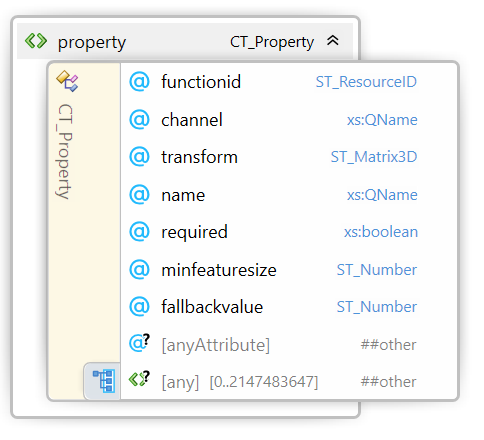 property CT_Property
CT_Property
@ functionid ST_ResourceID
@ channel xs:QName
@ transform ST_Matrix3D
@ name xs:QName
@ required xs:boolean
@ minfeaturesize ST_Number
@ fallbackvalue ST_Number
@? [anyAttribute] ##other
<>? [any] [0..2147483647] ##other